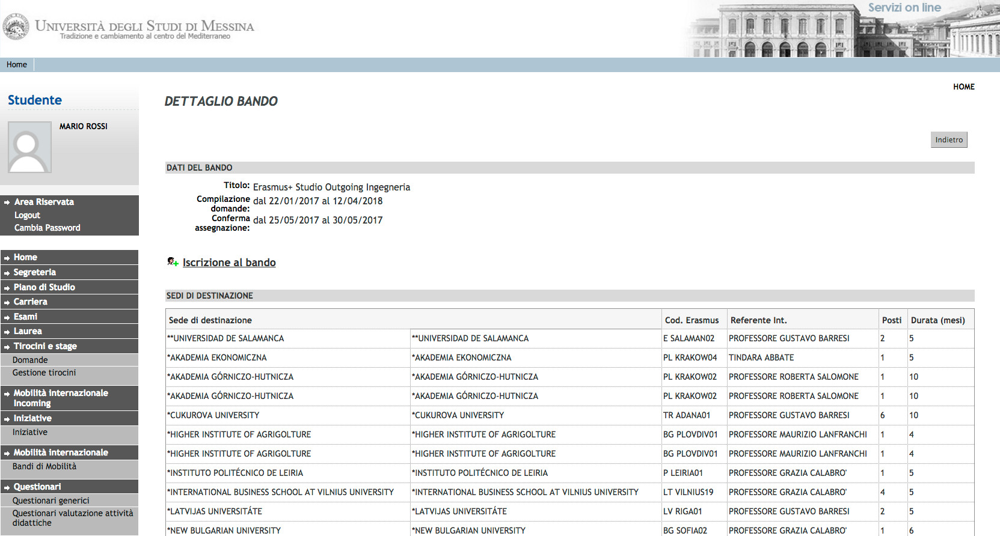 Servizi on line
UNIVERSITÀ DEGLI STUDI DI MESSINA
Tradizione e cambiamento al centro del Mediterraneo
Home
HOME
Studente
MARIO ROSSI
Area Riservata
Logout
Cambia Password
Home
Segreteria
Piano di Studio
Carriera
Esami
Laurea
Tirocini e stage
Domande
Gestione tirocini
Mobilità internazionale
Incoming
Iniziative
Iniziative
Mobilità internazionale
Bandi di Mobilità
Questionari
Questionari generici
Questionari valutazione attività
didattiche
DETTAGLIO BANDO
Indietro
DATI DEL BANDO
Titolo: Erasmus+ Studio Outgoing Ingegneria
Compilazione domande: dal 22/01/2017 al 12/04/2018
Conferma assegnazione: dal 25/05/2017 al 30/05/2017
Iscrizione al bando
SEDI DI DESTINAZIONE
Sede di destinazione Cod. Erasmus Referente Int. Posti Durata (mesi)
**UNIVERSIDAD DE SALAMANCA **UNIVERSIDAD DE SALAMANCA E SALAMAN02 PROFESSORE GUSTAVO BARRESI 2 5
*AKADEMIA EKONOMICZNA *AKADEMIA EKONOMICZNA PL KRAKOW04 TINDARA ABBATE 1 5
*AKADEMIA GÓRNICZO-HUTNICZA *AKADEMIA GÓRNICZO-HUTNICZA PL KRAKOW02 PROFESSORE ROBERTA SALOMONE 1 10
*AKADEMIA GÓRNICZO-HUTNICZA *AKADEMIA GÓRNICZO-HUTNICZA PL KRAKOW02 PROFESSORE ROBERTA SALOMONE 1 10
*CUKUROVA UNIVERSITY *CUKUROVA UNIVERSITY TR ADANA01 PROFESSORE GUSTAVO BARRESI 6 10
*HIGHER INSTITUTE OF AGRIGOLTURE *HIGHER INSTITUTE OF AGRIGOLTURE BG PLOVDIV01 PROFESSORE MAURIZIO LANFRANCHI 1 4
*HIGHER INSTITUTE OF AGRIGOLTURE *HIGHER INSTITUTE OF AGRIGOLTURE BG PLOVDIV01 PROFESSORE MAURIZIO LANFRANCHI 1 4
*INSTITUTO POLITÉCNICO DE LEIRIA *INSTITUTO POLITÉCNICO DE LEIRIA P LEIRIA01 PROFESSORE GRAZIA CALABRO' 1 5
*INTERNATIONAL BUSINESS SCHOOL AT VILNIUS UNIVERSITY *INTERNATIONAL BUSINESS SCHOOL AT VILNIUS UNIVERSITY LT VILNIUS19 PROFESSORE GRAZIA CALABRO' 4 5
*LATVIJAS UNIVERSITÁTE *LATVIJAS UNIVERSITÁTE LV RIGA01 PROFESSORE GUSTAVO BARRESI 2 5
*NEW BULGARIAN UNIVERSITY *NEW BULGARIAN UNIVERSITY BG SOFIA02 PROFESSORE GRAZIA CALABRO' 1 6